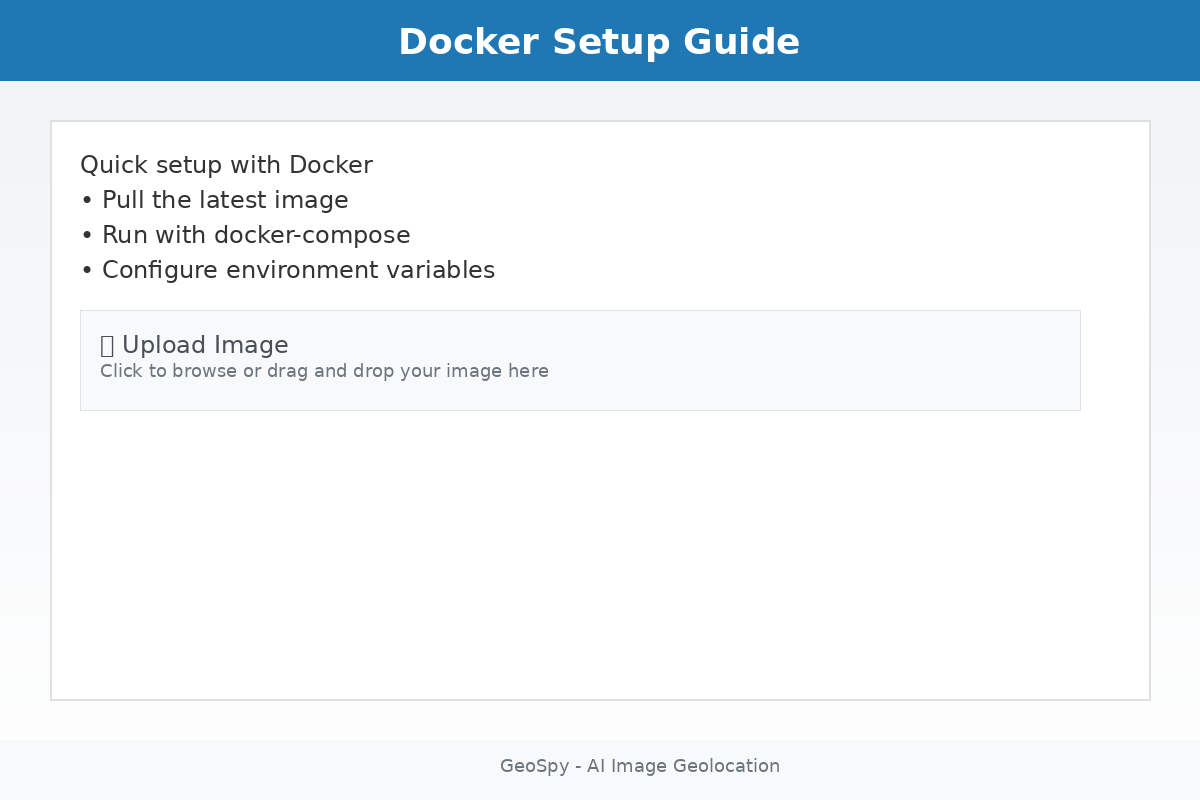 Docker Setup Guide
Quick setup with Docker
• Pull the latest image
• Run with docker-compose
• Configure environment variables
Upload Image
Click to browse or drag and drop your image here
GeoSpy - AI Image Geolocation